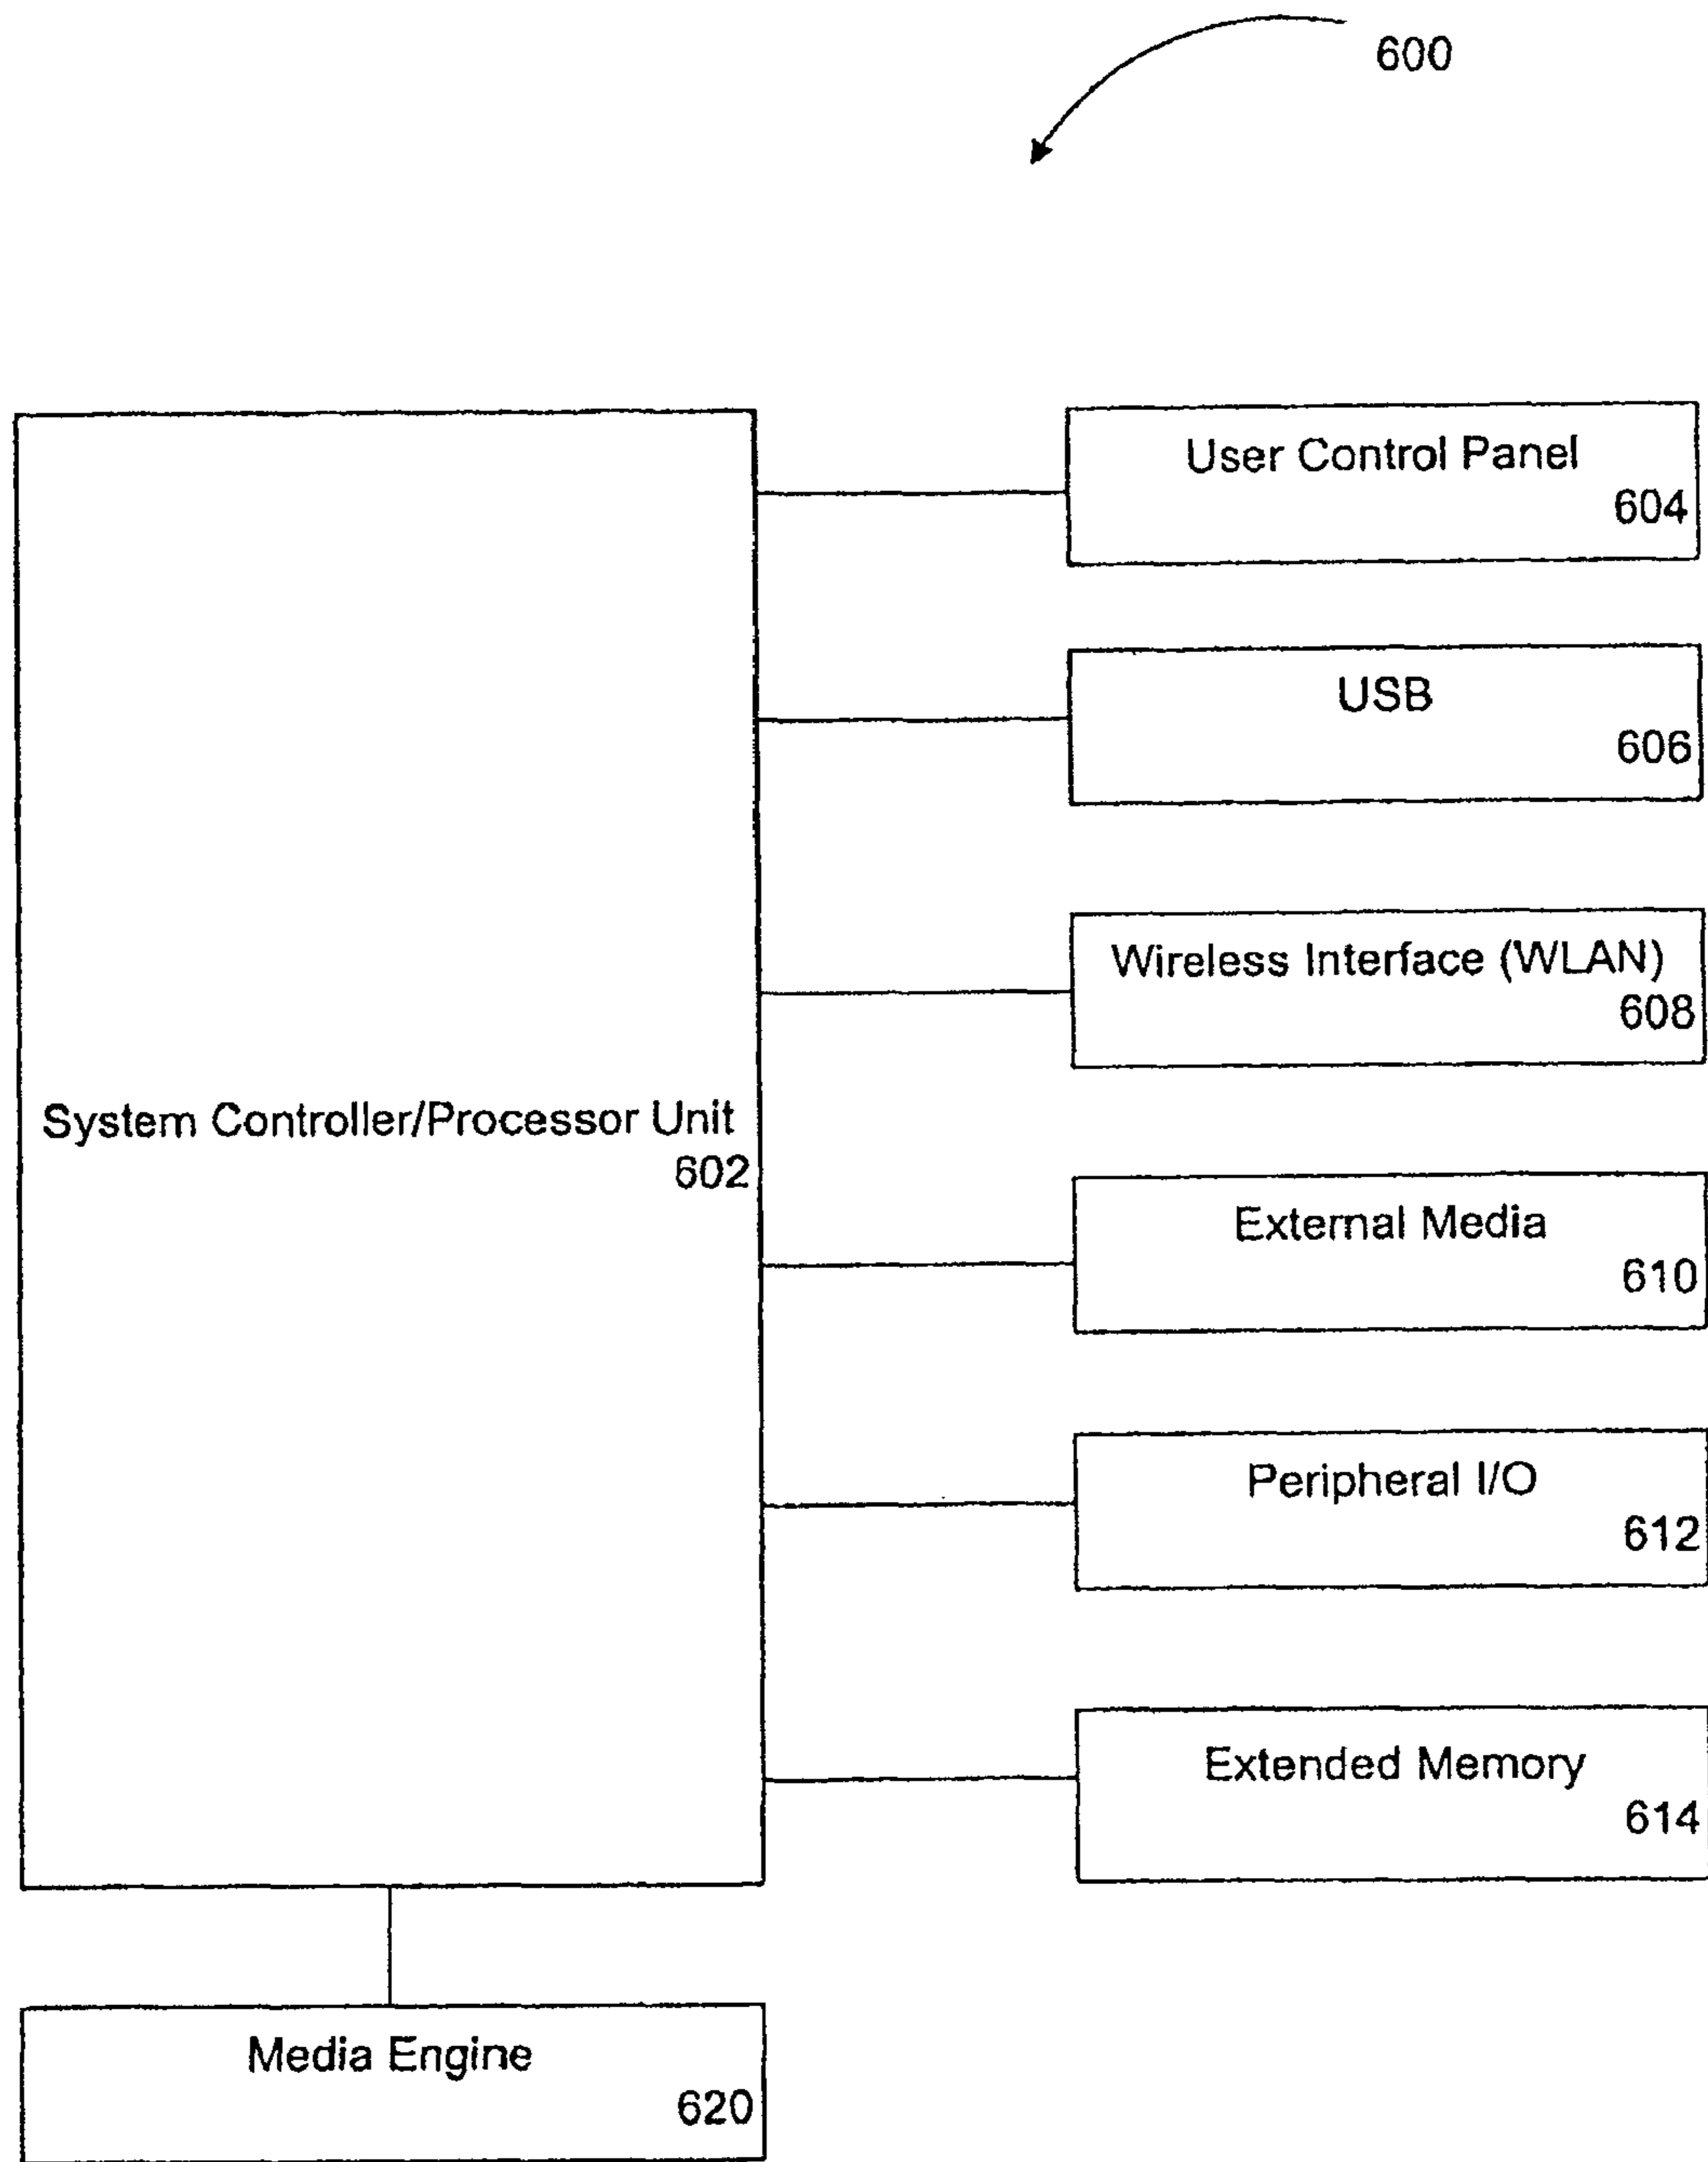 600
User Control Panel
604
USB
606
Wireless Interface (WLAN)
608
System Controller/Processor Unit
602
External Media
610
Peripheral I/O
612
Extended Memory
614
Media Engine
620